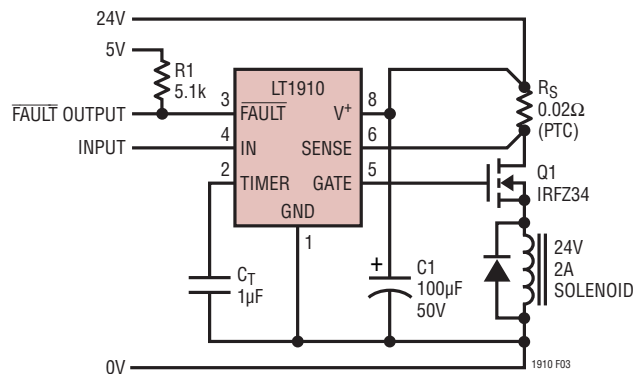 24V
5V
R1
5.1k
LT1910
RS
0.02Ω
(PTC)
3
FAULT
V+
8
FAULT OUTPUT
4
IN
SENSE
6
INPUT
2
TIMER
GATE
5
Q1
IRFZ34
GND
1
CT
1µF
+
C1
100µF
50V
24V
2A
SOLENOID
0V
1910 F03